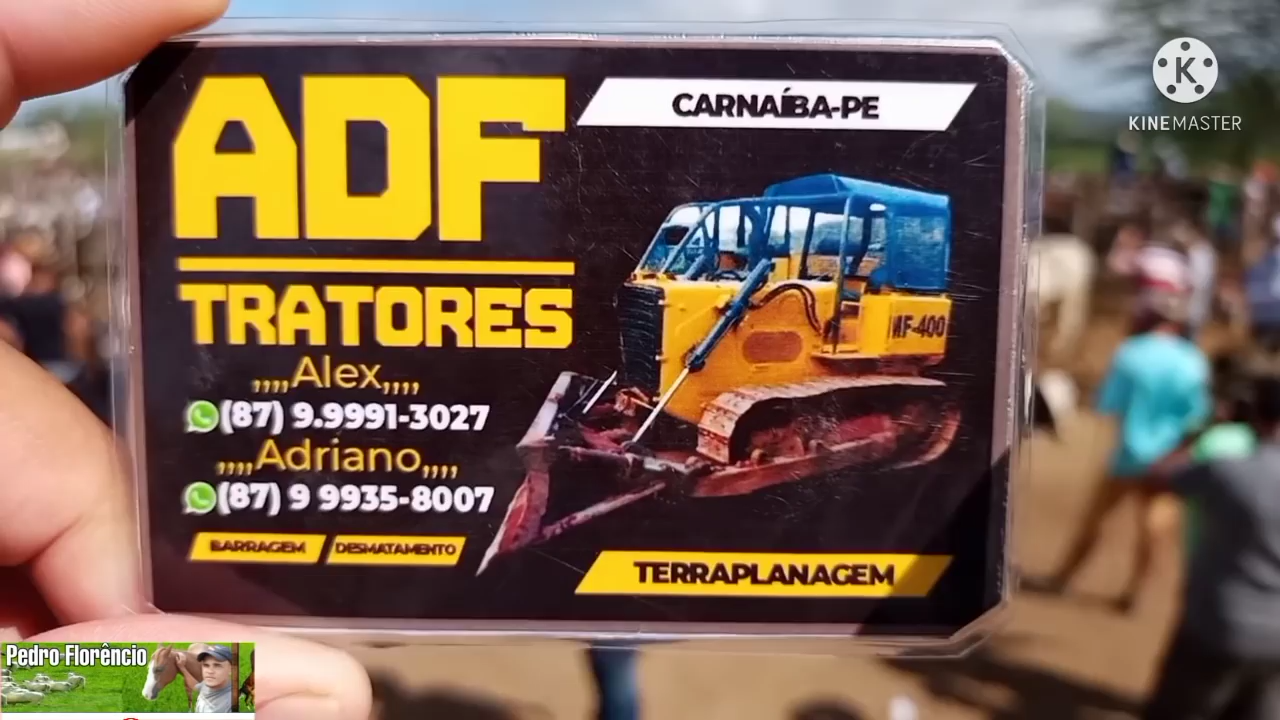 ADF
TRATORES
,,,,Alex,,,,
(87) 9.9991-3027
,,,,Adriano,,,,
(87) 9 9935-8007
BARRAGEM
DESMATAMENTO
CARNAÍBA-PE
MF-400
TERRAPLANAGEM
K
KINEMASTER
Pedro Florêncio